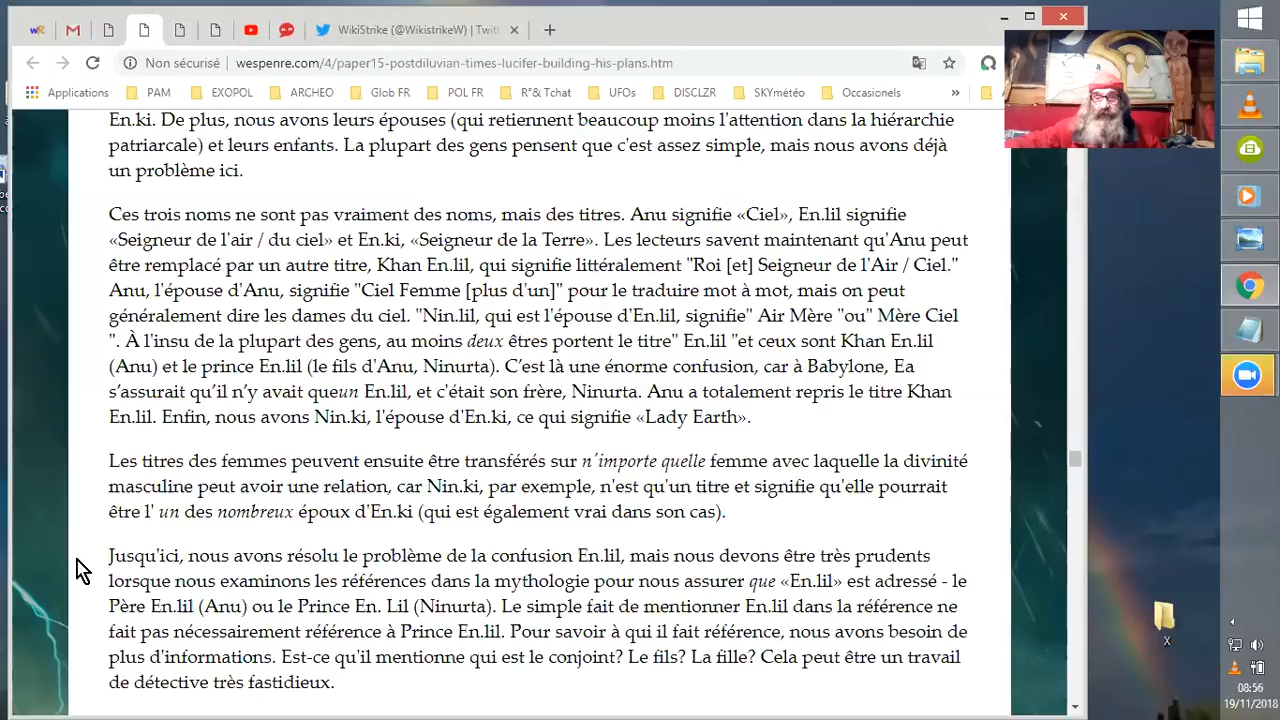 WikiStrike (@WikistrikeW) | Twitt
Non sécurisé
wespenre.com/4/paper13-postdiluvian-times-lucifer-building-his-plans.htm
Applications PAM EXOPOL ARCHEO Glob FR POL FR ROSTchat UFO3 DISCLZR SKYmétéo Occasionels »
En.ki. De plus, nous avons leurs épouses (qui retiennent beaucoup moins l'attention dans la hiérarchie
patriarcale) et leurs enfants. La plupart des gens pensent que c'est assez simple, mais nous avons déjà
un problème ici.
Ces trois noms ne sont pas vraiment des noms, mais des titres. Anu signifie «Ciel», En.lil signifie
«Seigneur de l'air / du ciel» et En.ki, «Seigneur de la Terre». Les lecteurs savent maintenant qu'Anu peut
être remplacé par un autre titre, Khan En.lil, qui signifie littéralement "Roi [et] Seigneur de l'Air / Ciel."
Anu, l'épouse d'Anu, signifie "Ciel Femme [plus d'un]" pour le traduire mot à mot, mais on peut
généralement dire les dames du ciel. "Nin.lil, qui est l'épouse d'En.lil, signifie" Air Mère "ou" Mère Ciel
". À l'insu de la plupart des gens, au moins deux êtres portent le titre" En.lil "et ceux sont Khan En.lil
(Anu) et le prince En.lil (le fils d'Anu, Ninurta). C'est là une énorme confusion, car à Babylone, Ea
s'assurait qu'il n'y avait queun En.lil, et c'était son frère, Ninurta. Anu a totalement repris le titre Khan
En.lil. Enfin, nous avons Nin.ki, l'épouse d'En.ki, ce qui signifie «Lady Earth».
Les titres des femmes peuvent ensuite être transférés sur n'importe quelle femme avec laquelle la divinité
masculine peut avoir une relation, car Nin.ki, par exemple, n'est qu'un titre et signifie qu'elle pourrait
être l' un des nombreux époux d'En.ki (qui est également vrai dans son cas).
Jusqu'ici, nous avons résolu le problème de la confusion En.lil, mais nous devons être très prudents
lorsque nous examinons les références dans la mythologie pour nous assurer que «En.lil» est adressé - le
Père En.lil (Anu) ou le Prince En. Lil (Ninurta). Le simple fait de mentionner En.lil dans la référence ne
fait pas nécessairement référence à Prince En.lil. Pour savoir à qui il fait référence, nous avons besoin de
plus d'informations. Est-ce qu'il mentionne qui est le conjoint? Le fils? La fille? Cela peut être un travail
de détective très fastidieux.
X
08:56
19/11/2018